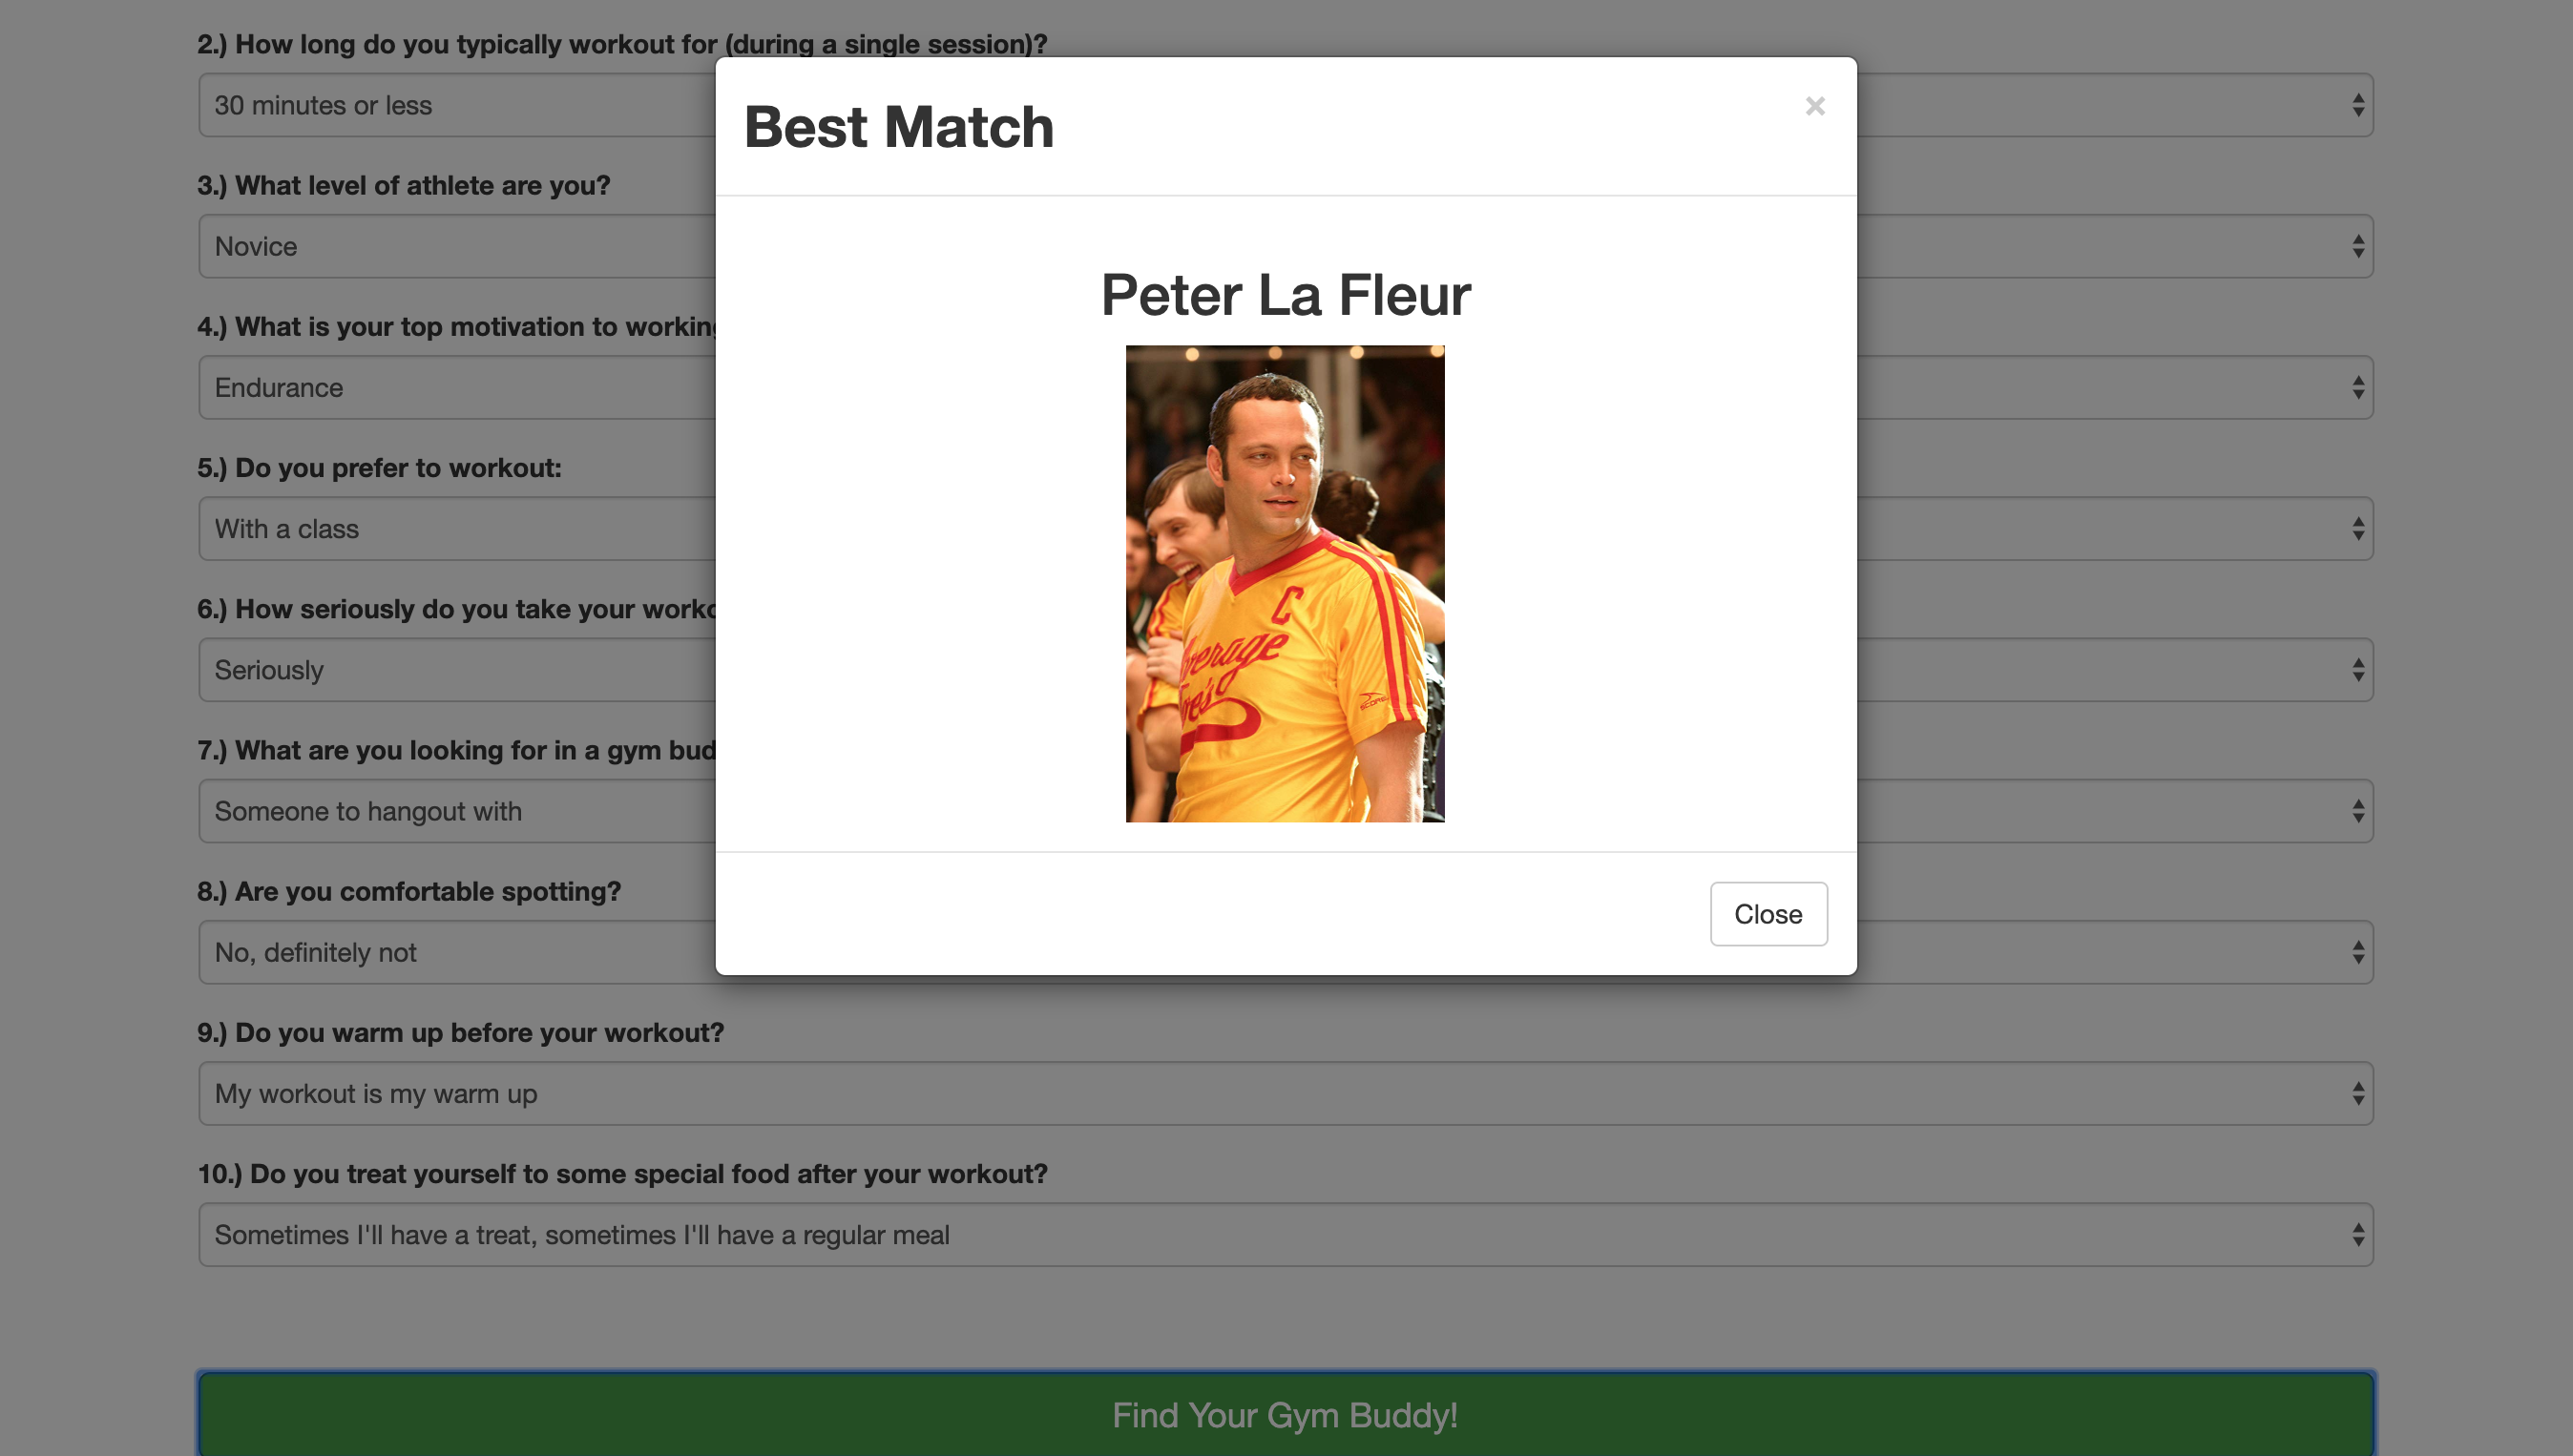 2.) How long do you typically workout for (during a single session)?
30 minutes or less
3.) What level of athlete are you?
Novice
4.) What is your top motivation to working
Endurance
5.) Do you prefer to workout:
With a class
6.) How seriously do you take your worko
Seriously
7.) What are you looking for in a gym bud
Someone to hangout with
8.) Are you comfortable spotting?
No, definitely not
9.) Do you warm up before your workout?
My workout is my warm up
10.) Do you treat yourself to some special food after your workout?
Sometimes I'll have a treat, sometimes I'll have a regular meal
Find Your Gym Buddy!
Best Match
×
Peter La Fleur
C
verage
oe's
SCORE
Close